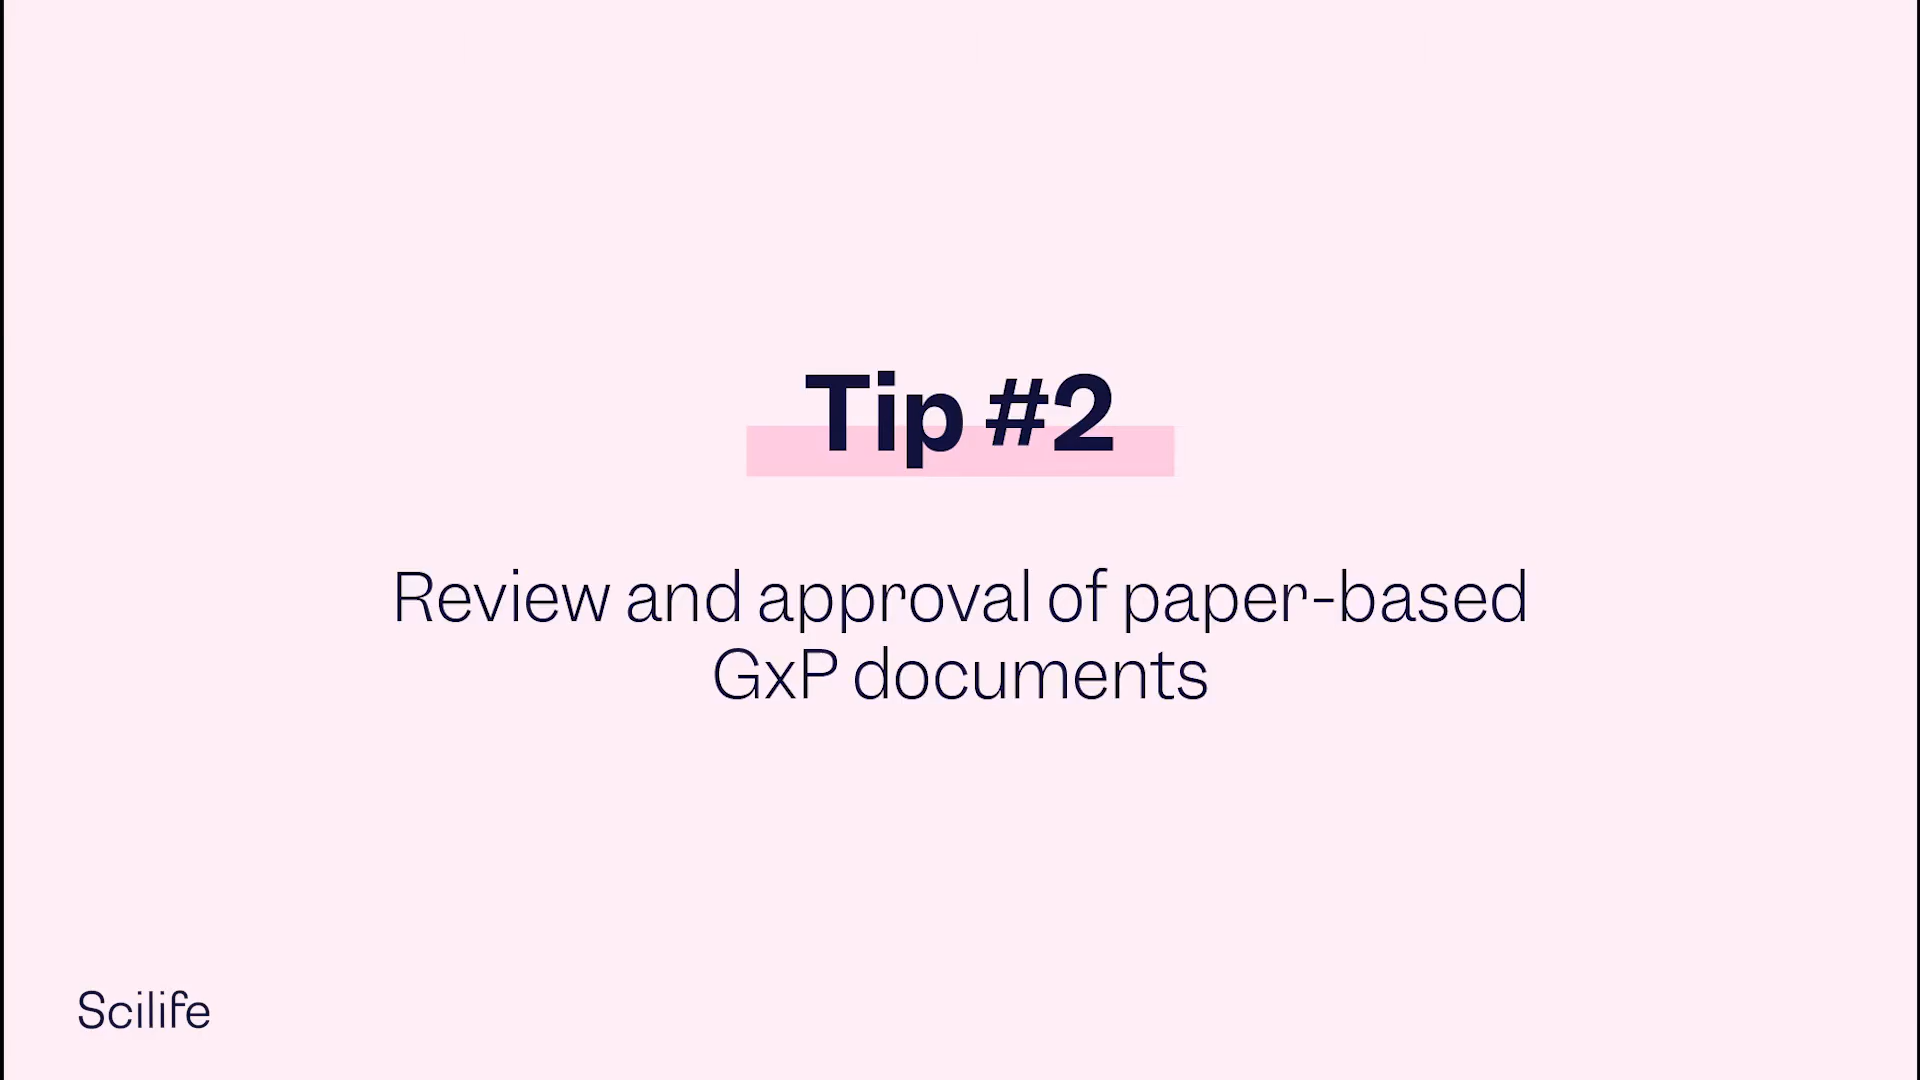 Tip #2
Review and approval of paper-based
GxP documents
Scilife